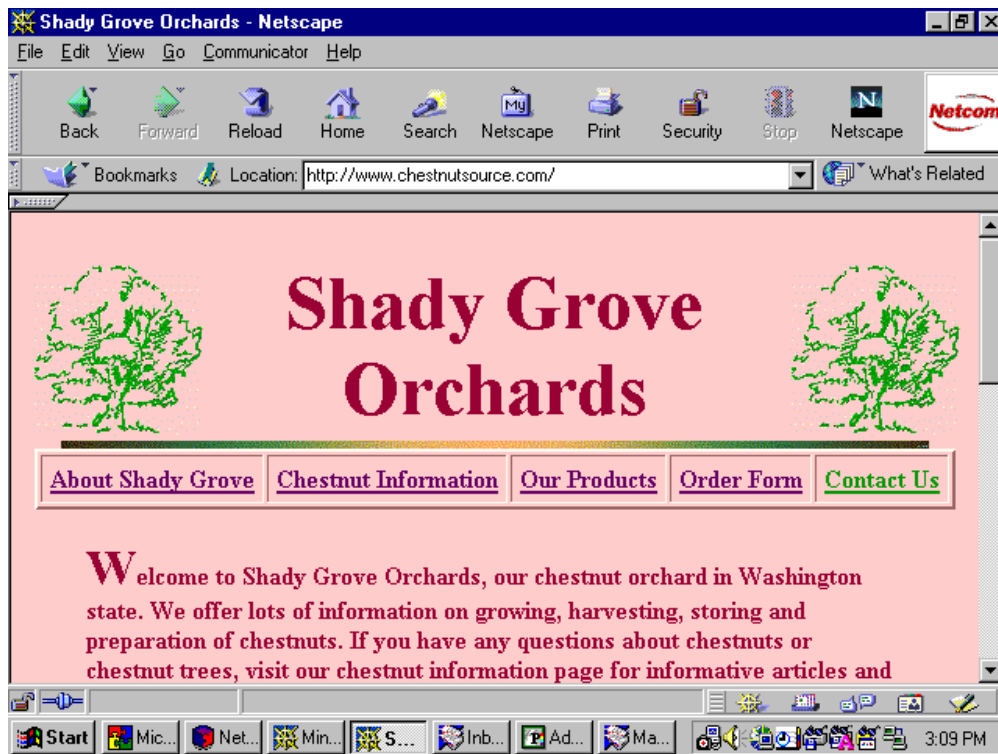 Shady Grove Orchards - Netscape
File Edit View Go Communicator Help
My N
Back Forward Reload Home Search Netscape Print Security Stop Netscape
Netcom
Bookmarks Location: http://www.chestnutsource.com/ What's Related
Shady Grove
Orchards
About Shady Grove Chestnut Information Our Products Order Form Contact Us
Welcome to Shady Grove Orchards, our chestnut orchard in Washington
state. We offer lots of information on growing, harvesting, storing and
preparation of chestnuts. If you have any questions about chestnuts or
chestnut trees, visit our chestnut information page for informative articles and
Start Mic... Net... Min... S... Inb... Ad... Ma... 3:09 PM